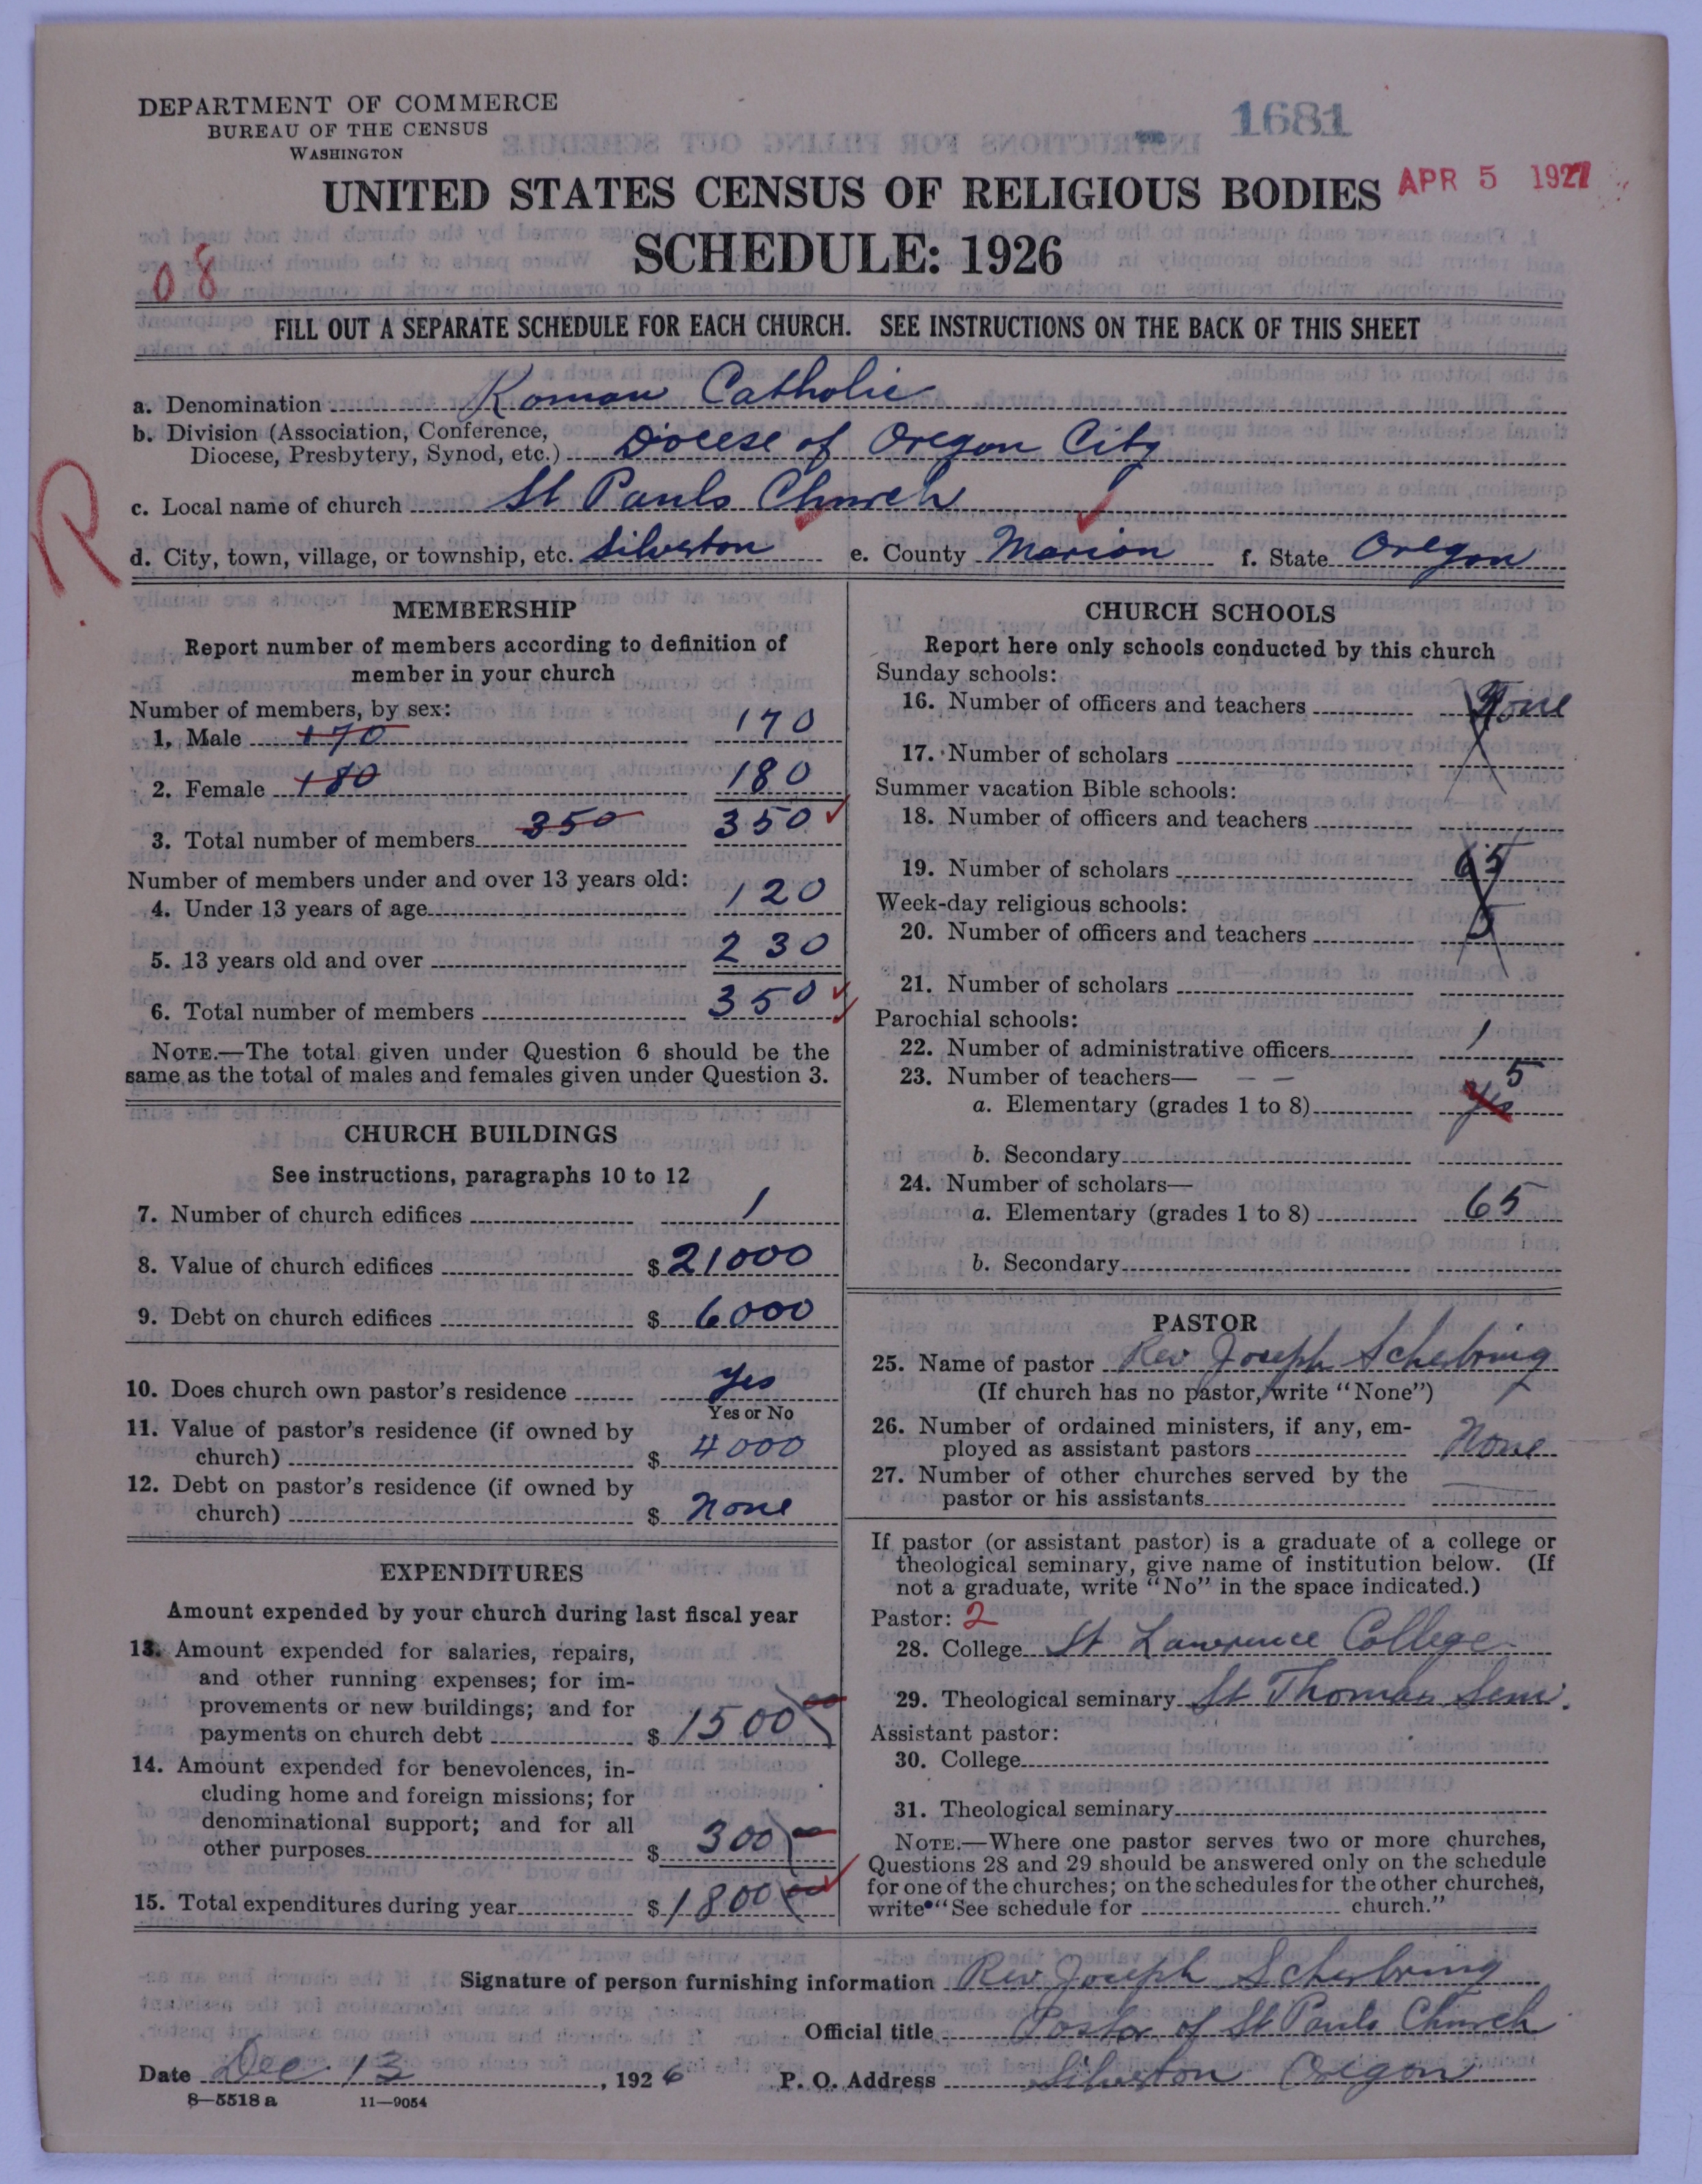 DEPARTMENT OF COMMERCE
BUREAU OF THE CENSUS
WASHINGTON
1681
UNITED STATES CENSUS OF RELIGIOUS BODIES
APR 5 1927
SCHEDULE: 1926
08
FILL OUT A SEPARATE SCHEDULE FOR EACH CHURCH. SEE INSTRUCTIONS ON THE BACK OF THIS SHEET
a. Denomination Roman Catholic
b. Division (Association, Conference,
Diocese, Presbytery, Synod, etc.) Diocese of Oregon City
R
c. Local name of church St Pauls Church
d. City, town, village, or township, etc. Silverton e. County Marion f. State Oregon
MEMBERSHIP
Report number of members according to definition of
member in your church
Number of members, by sex:
1. Male 170 170
2. Female 180 180
3. Total number of members 350 350
Number of members under and over 13 years old:
4. Under 13 years of age 120
5. 13 years old and over 230
6. Total number of members 350
NOTE.—The total given under Question 6 should be the
same as the total of males and females given under Question 3.
CHURCH BUILDINGS
See instructions, paragraphs 10 to 12
7. Number of church edifices 1
8. Value of church edifices $ 21000
9. Debt on church edifices $ 6000
10. Does church own pastor's residence yes
Yes or No
11. Value of pastor's residence (if owned by
church) $ 4000
12. Debt on pastor's residence (if owned by
church) $ none
EXPENDITURES
Amount expended by your church during last fiscal year
13. Amount expended for salaries, repairs,
and other running expenses; for im-
provements or new buildings; and for
payments on church debt $ 1500 00
14. Amount expended for benevolences, in-
cluding home and foreign missions; for
denominational support; and for all
other purposes $ 300 00
15. Total expenditures during year $ 1800 00
CHURCH SCHOOLS
Report here only schools conducted by this church
Sunday schools:
16. Number of officers and teachers None
17. Number of scholars
Summer vacation Bible schools:
18. Number of officers and teachers
19. Number of scholars 65
Week-day religious schools:
20. Number of officers and teachers 5
21. Number of scholars
Parochial schools:
22. Number of administrative officers 1
23. Number of teachers— 5
a. Elementary (grades 1 to 8)
b. Secondary
24. Number of scholars—
a. Elementary (grades 1 to 8) 65
b. Secondary
PASTOR
25. Name of pastor Rev Joseph Scherbring
(If church has no pastor, write "None")
26. Number of ordained ministers, if any, em-
ployed as assistant pastors None
27. Number of other churches served by the
pastor or his assistants
If pastor (or assistant pastor) is a graduate of a college or
theological seminary, give name of institution below. (If
not a graduate, write "No" in the space indicated.)
Pastor: 2
28. College St Lawrence College
29. Theological seminary St Thomas Sem.
Assistant pastor:
30. College
31. Theological seminary
NOTE.—Where one pastor serves two or more churches,
Questions 28 and 29 should be answered only on the schedule
for one of the churches; on the schedules for the other churches,
write "See schedule for church."
Signature of person furnishing information Rev Joseph Scherbring
Official title Pastor of St Pauls Church
Date Dec 13, 1926 P. O. Address Silverton Oregon
8—5518 a 11—9054